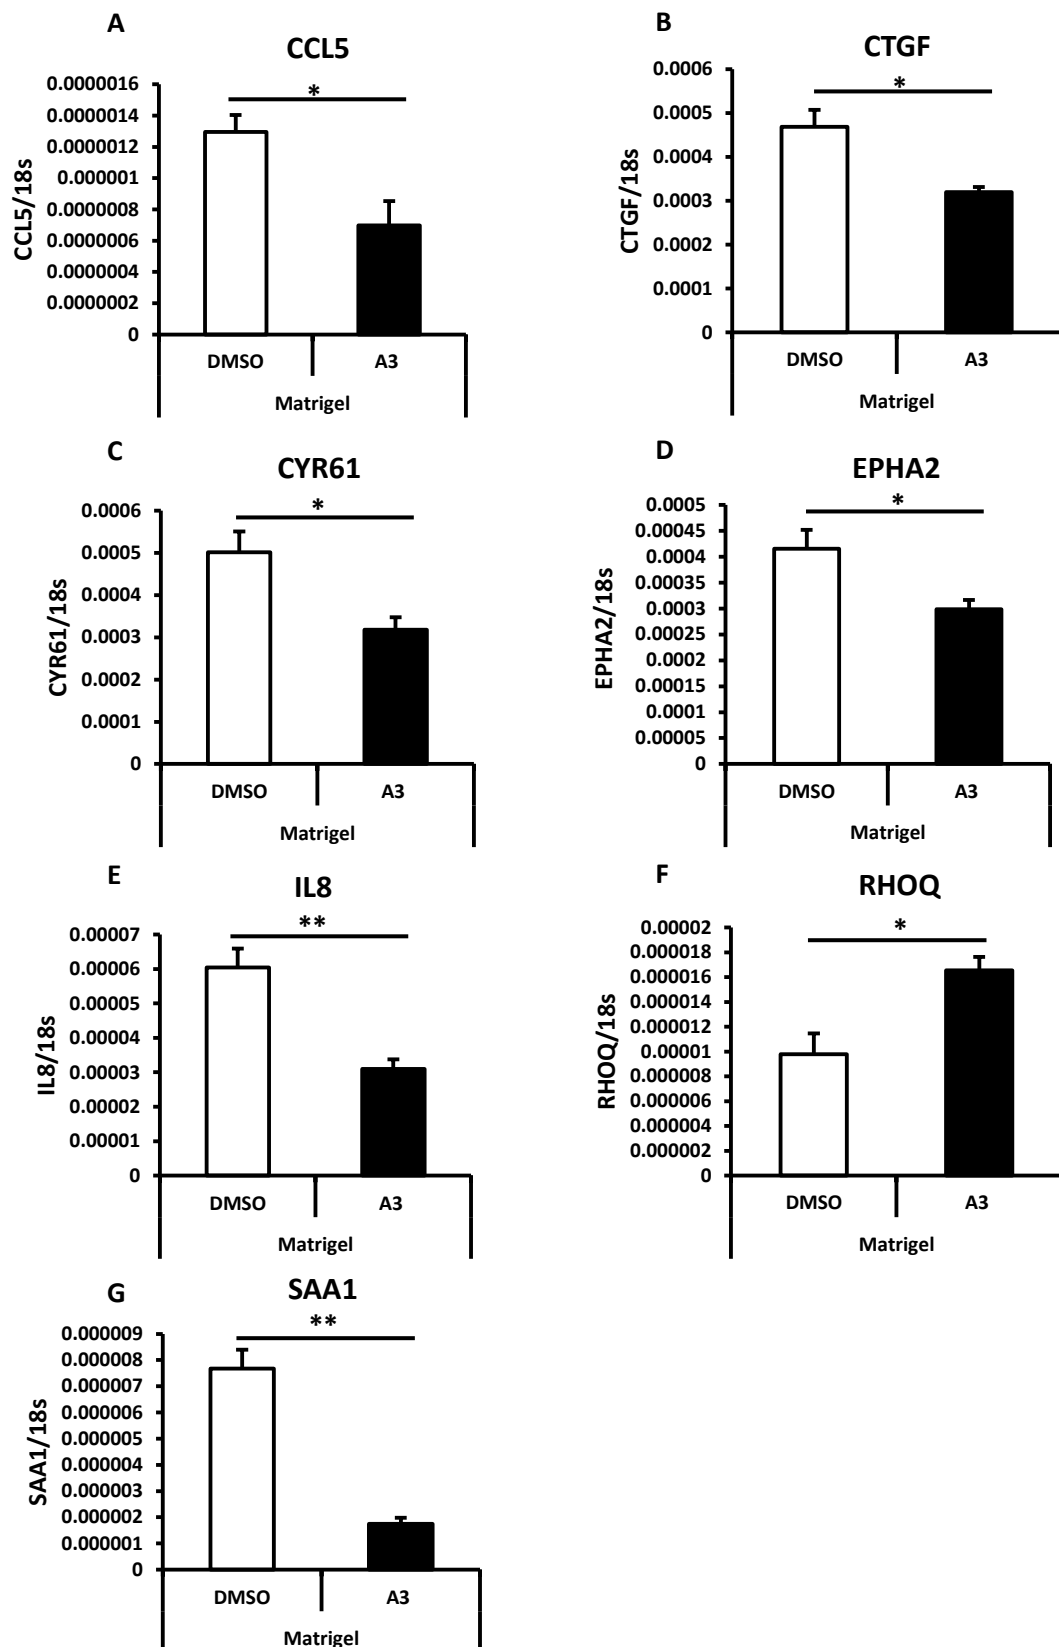 A
CCL5
*
0.0000016
0.0000014
0.0000012
0.000001
0.0000008
0.0000006
0.0000004
0.0000002
0
CCL5/18s
DMSO A3
Matrigel
B
CTGF
*
0.0006
0.0005
0.0004
0.0003
0.0002
0.0001
0
CTGF/18s
DMSO A3
Matrigel
C
CYR61
*
0.0006
0.0005
0.0004
0.0003
0.0002
0.0001
0
CYR61/18s
DMSO A3
Matrigel
D
EPHA2
*
0.0005
0.00045
0.0004
0.00035
0.0003
0.00025
0.0002
0.00015
0.0001
0.00005
0
EPHA2/18s
DMSO A3
Matrigel
E
IL8
**
0.00007
0.00006
0.00005
0.00004
0.00003
0.00002
0.00001
0
IL8/18s
DMSO A3
Matrigel
F
RHOQ
*
0.00002
0.000018
0.000016
0.000014
0.000012
0.00001
0.000008
0.000006
0.000004
0.000002
0
RHOQ/18s
DMSO A3
Matrigel
G
SAA1
**
0.000009
0.000008
0.000007
0.000006
0.000005
0.000004
0.000003
0.000002
0.000001
0
SAA1/18s
DMSO A3
Matrigel